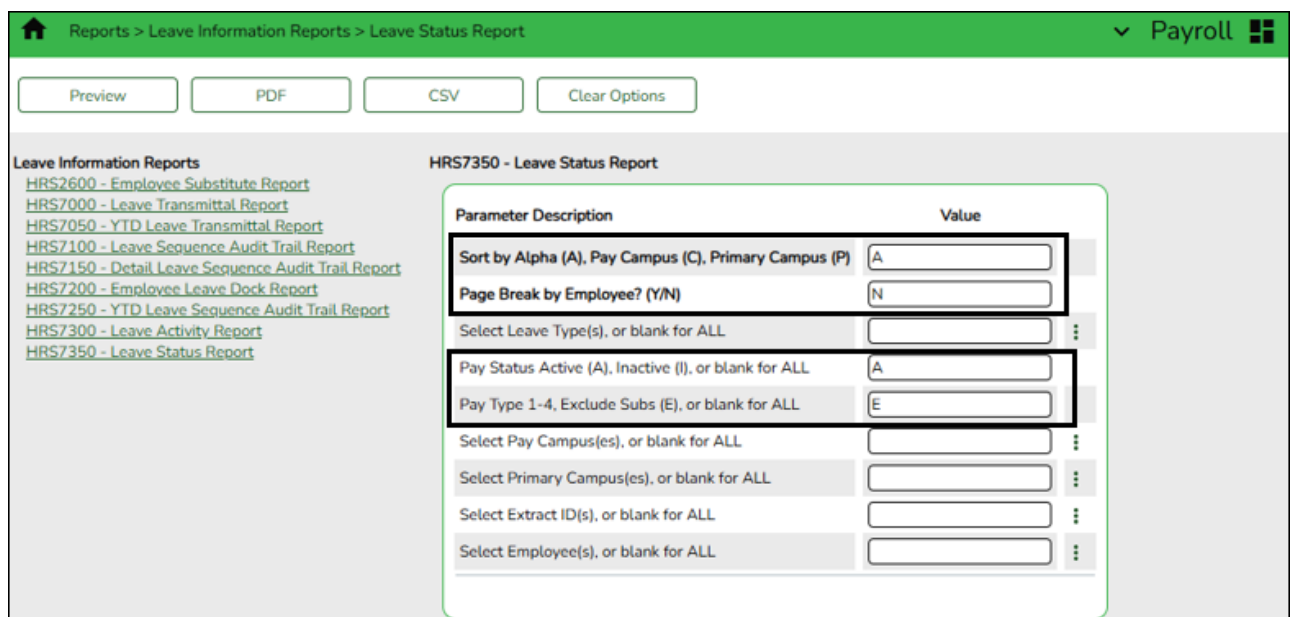 Reports > Leave Information Reports > Leave Status Report
Payroll
Preview
PDF
CSV
Clear Options
Leave Information Reports
HRS2600 - Employee Substitute Report
HRS7000 - Leave Transmittal Report
HRS7050 - YTD Leave Transmittal Report
HRS7100 - Leave Sequence Audit Trail Report
HRS7150 - Detail Leave Sequence Audit Trail Report
HRS7200 - Employee Leave Dock Report
HRS7250 - YTD Leave Sequence Audit Trail Report
HRS7300 - Leave Activity Report
HRS7350 - Leave Status Report
HRS7350 - Leave Status Report
Parameter Description Value
Sort by Alpha (A), Pay Campus (C), Primary Campus (P) A
Page Break by Employee? (Y/N) N
Select Leave Type(s), or blank for ALL
Pay Status Active (A), Inactive (I), or blank for ALL A
Pay Type 1-4, Exclude Subs (E), or blank for ALL E
Select Pay Campus(es), or blank for ALL
Select Primary Campus(es), or blank for ALL
Select Extract ID(s), or blank for ALL
Select Employee(s), or blank for ALL